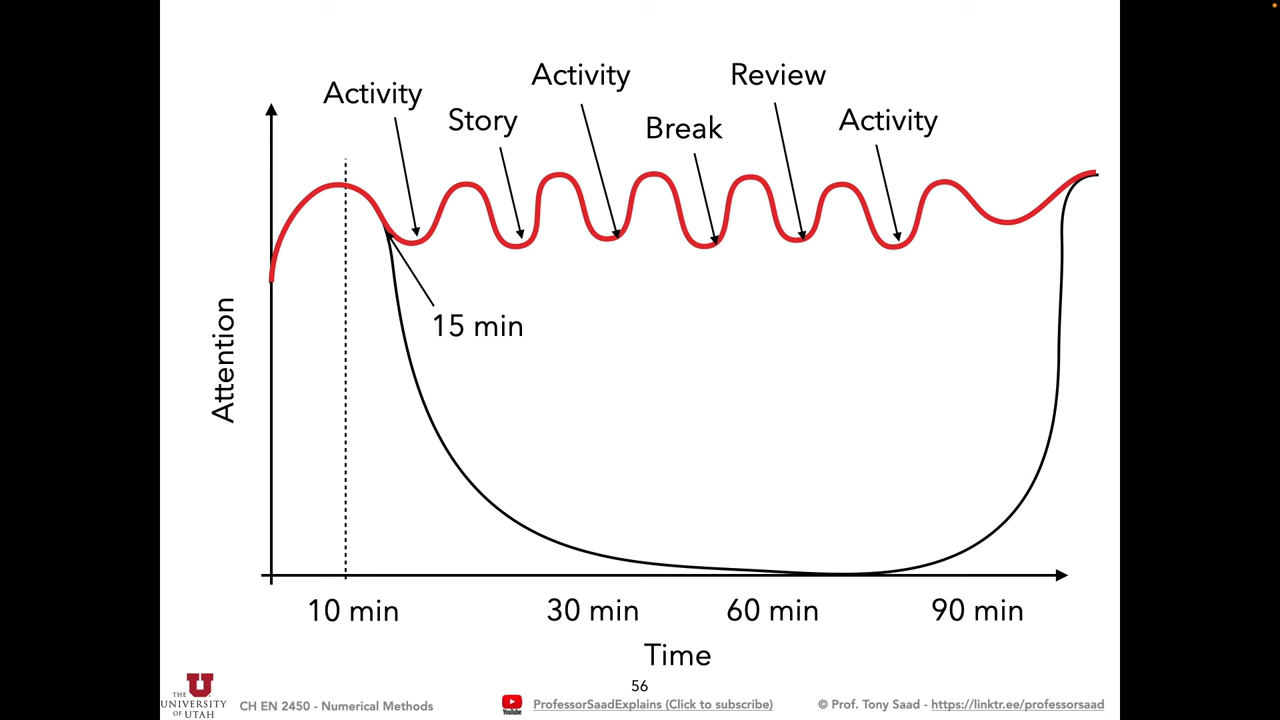 Activity
Review
Activity
Story
Break
Activity
15 min
Attention
10 min
30 min
60 min
90 min
Time
56
THE
U
UNIVERSITY
OF UTAH
CH EN 2450 - Numerical Methods
YouTube
ProfessorSaadExplains (Click to subscribe)
© Prof. Tony Saad - https://linktr.ee/professorsaad